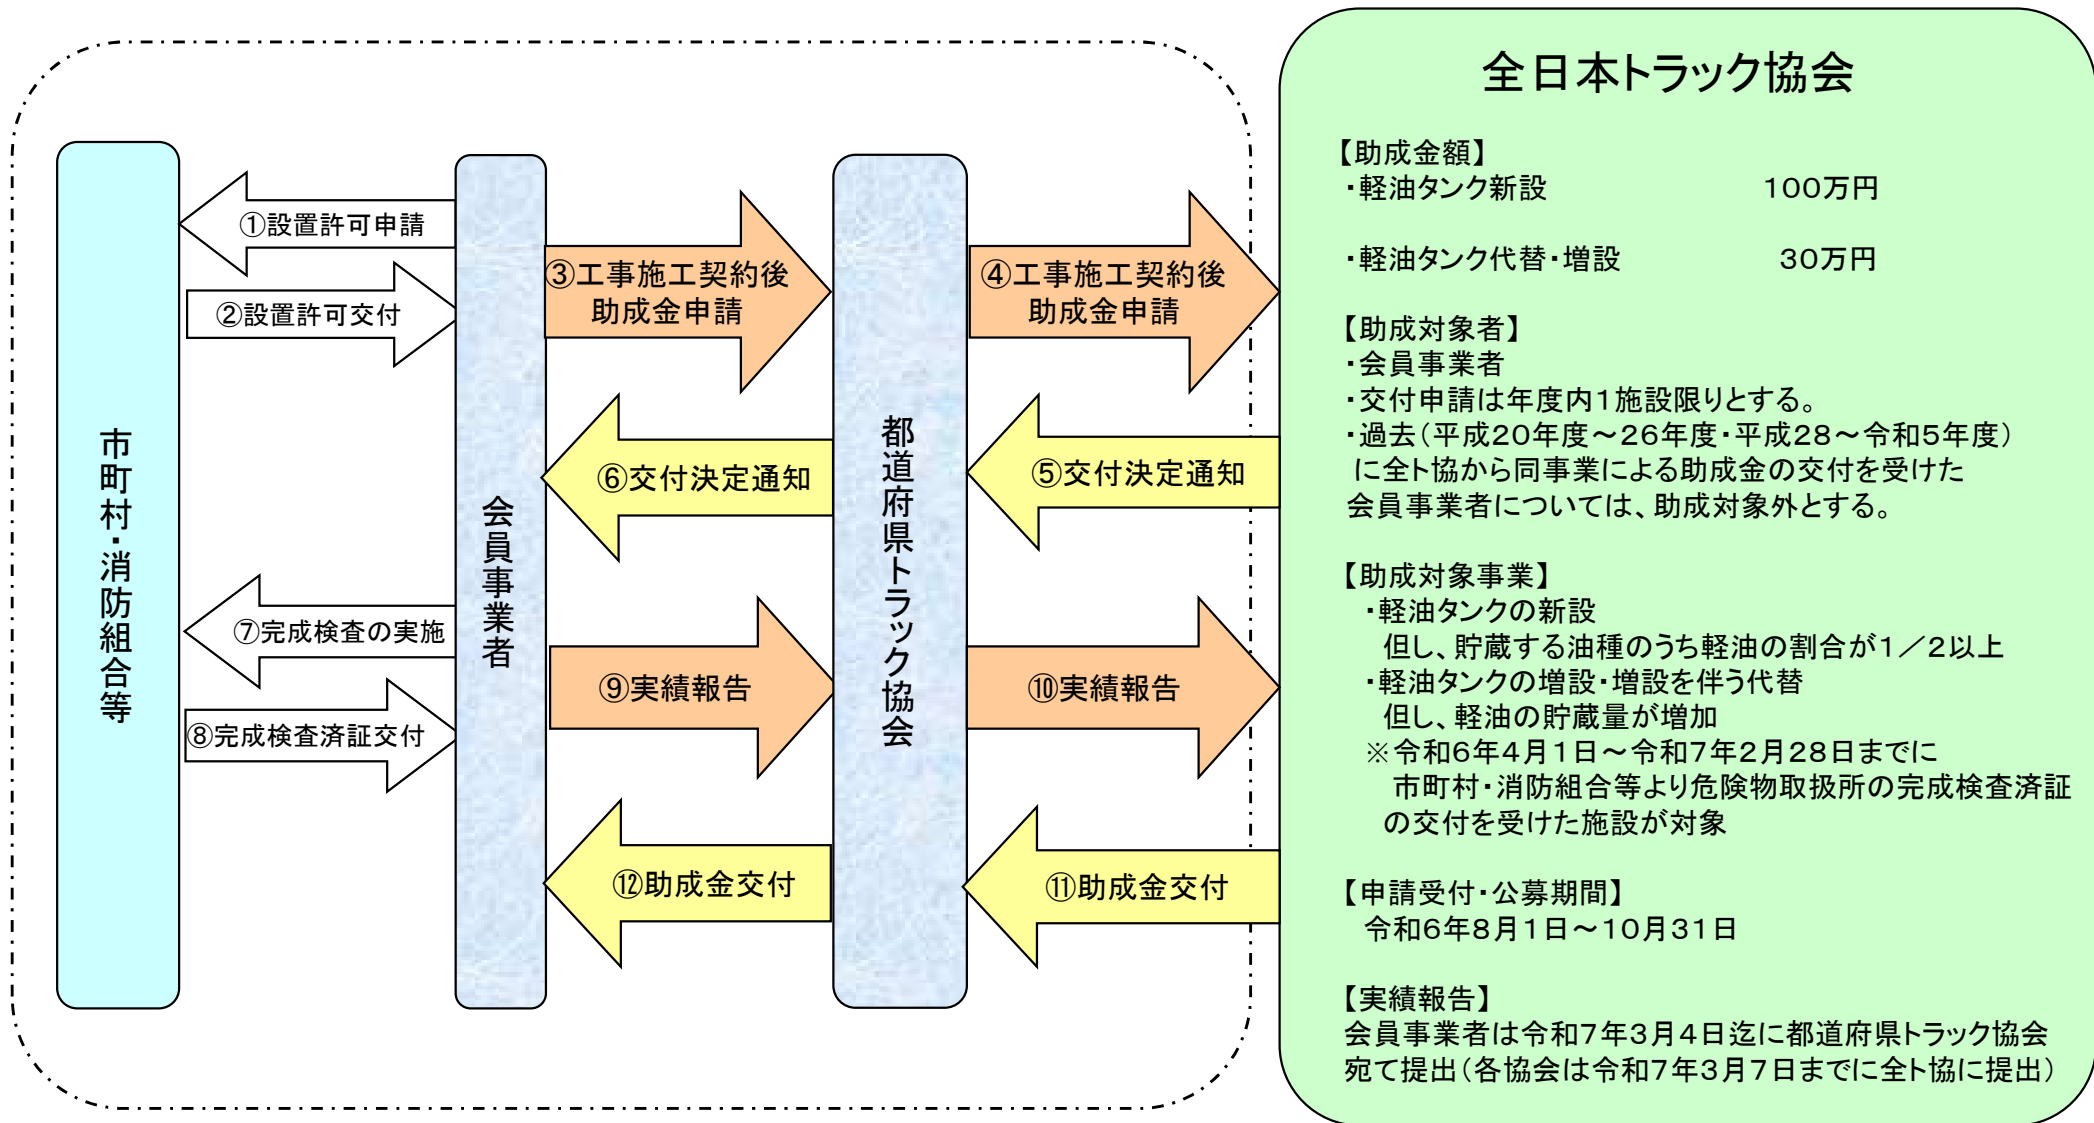 市町村・消防組合等
①設置許可申請
②設置許可交付
⑦完成検査の実施
⑧完成検査済証交付
会員事業者
③工事施工契約後
助成金申請
⑥交付決定通知
⑨実績報告
⑫助成金交付
都道府県トラック協会
④工事施工契約後
助成金申請
⑤交付決定通知
⑩実績報告
⑪助成金交付
全日本トラック協会
【助成金額】
・軽油タンク新設 100万円
・軽油タンク代替・増設 30万円
【助成対象者】
・会員事業者
・交付申請は年度内1施設限りとする。
・過去(平成20年度~26年度・平成28~令和5年度)
に全ト協から同事業による助成金の交付を受けた
会員事業者については、助成対象外とする。
【助成対象事業】
・軽油タンクの新設
但し、貯蔵する油種のうち軽油の割合が1/2以上
・軽油タンクの増設・増設を伴う代替
但し、軽油の貯蔵量が増加
※令和6年4月1日~令和7年2月28日までに
市町村・消防組合等より危険物取扱所の完成検査済証
の交付を受けた施設が対象
【申請受付・公募期間】
令和6年8月1日~10月31日
【実績報告】
会員事業者は令和7年3月4日迄に都道府県トラック協会
宛て提出(各協会は令和7年3月7日までに全ト協に提出)